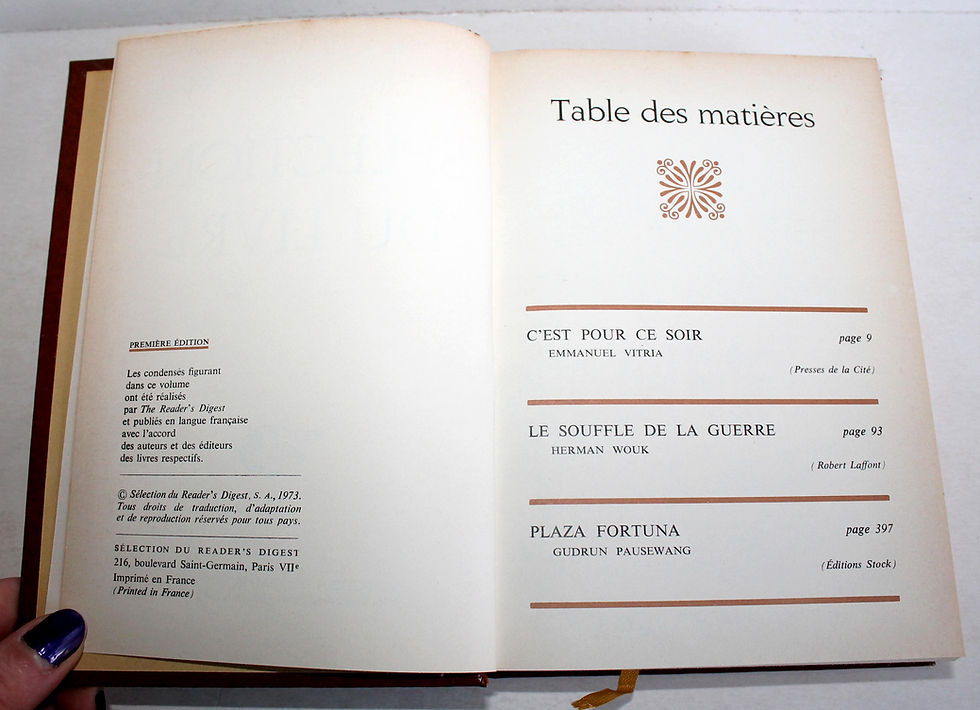 PREMIÈRE ÉDITION
Les condensés figurant
dans ce volume
ont été réalisés
par The Reader's Digest
et publiés en langue française
avec l'accord
des auteurs et des éditeurs
des livres respectifs.
© Sélection du Reader's Digest, S. A., 1973.
Tous droits de traduction, d'adaptation
et de reproduction réservés pour tous pays.
SÉLECTION DU READER'S DIGEST
216, boulevard Saint-Germain, Paris VIIe
Imprimé en France
(Printed in France)
Table des matières
C'EST POUR CE SOIR page 9
EMMANUEL VITRIA
(Presses de la Cité)
LE SOUFFLE DE LA GUERRE page 93
HERMAN WOUK
(Robert Laffont)
PLAZA FORTUNA page 397
GUDRUN PAUSEWANG
(Éditions Stock)